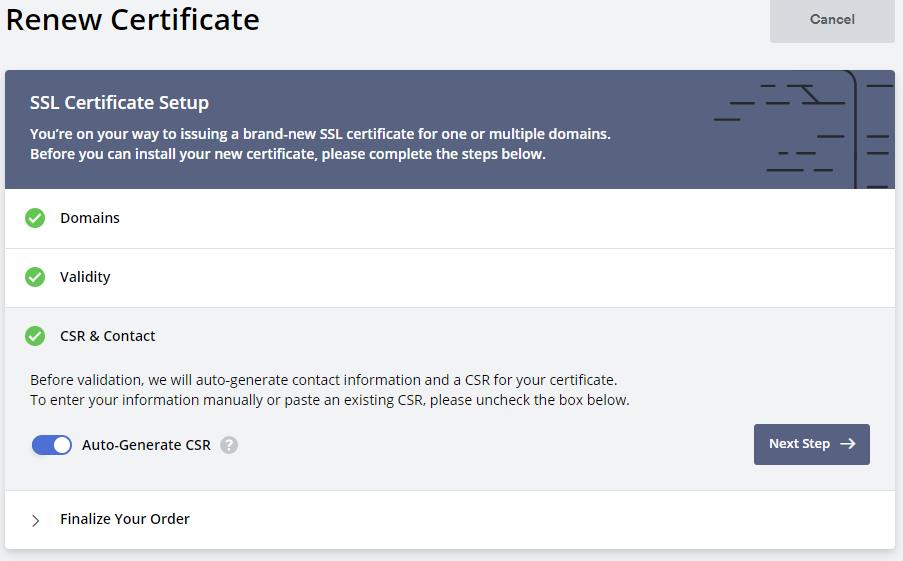 Renew Certificate
Cancel
SSL Certificate Setup
You're on your way to issuing a brand-new SSL certificate for one or multiple domains.
Before you can install your new certificate, please complete the steps below.
Domains
Validity
CSR & Contact
Before validation, we will auto-generate contact information and a CSR for your certificate.
To enter your information manually or paste an existing CSR, please uncheck the box below.
Auto-Generate CSR ?
Next Step →
Finalize Your Order